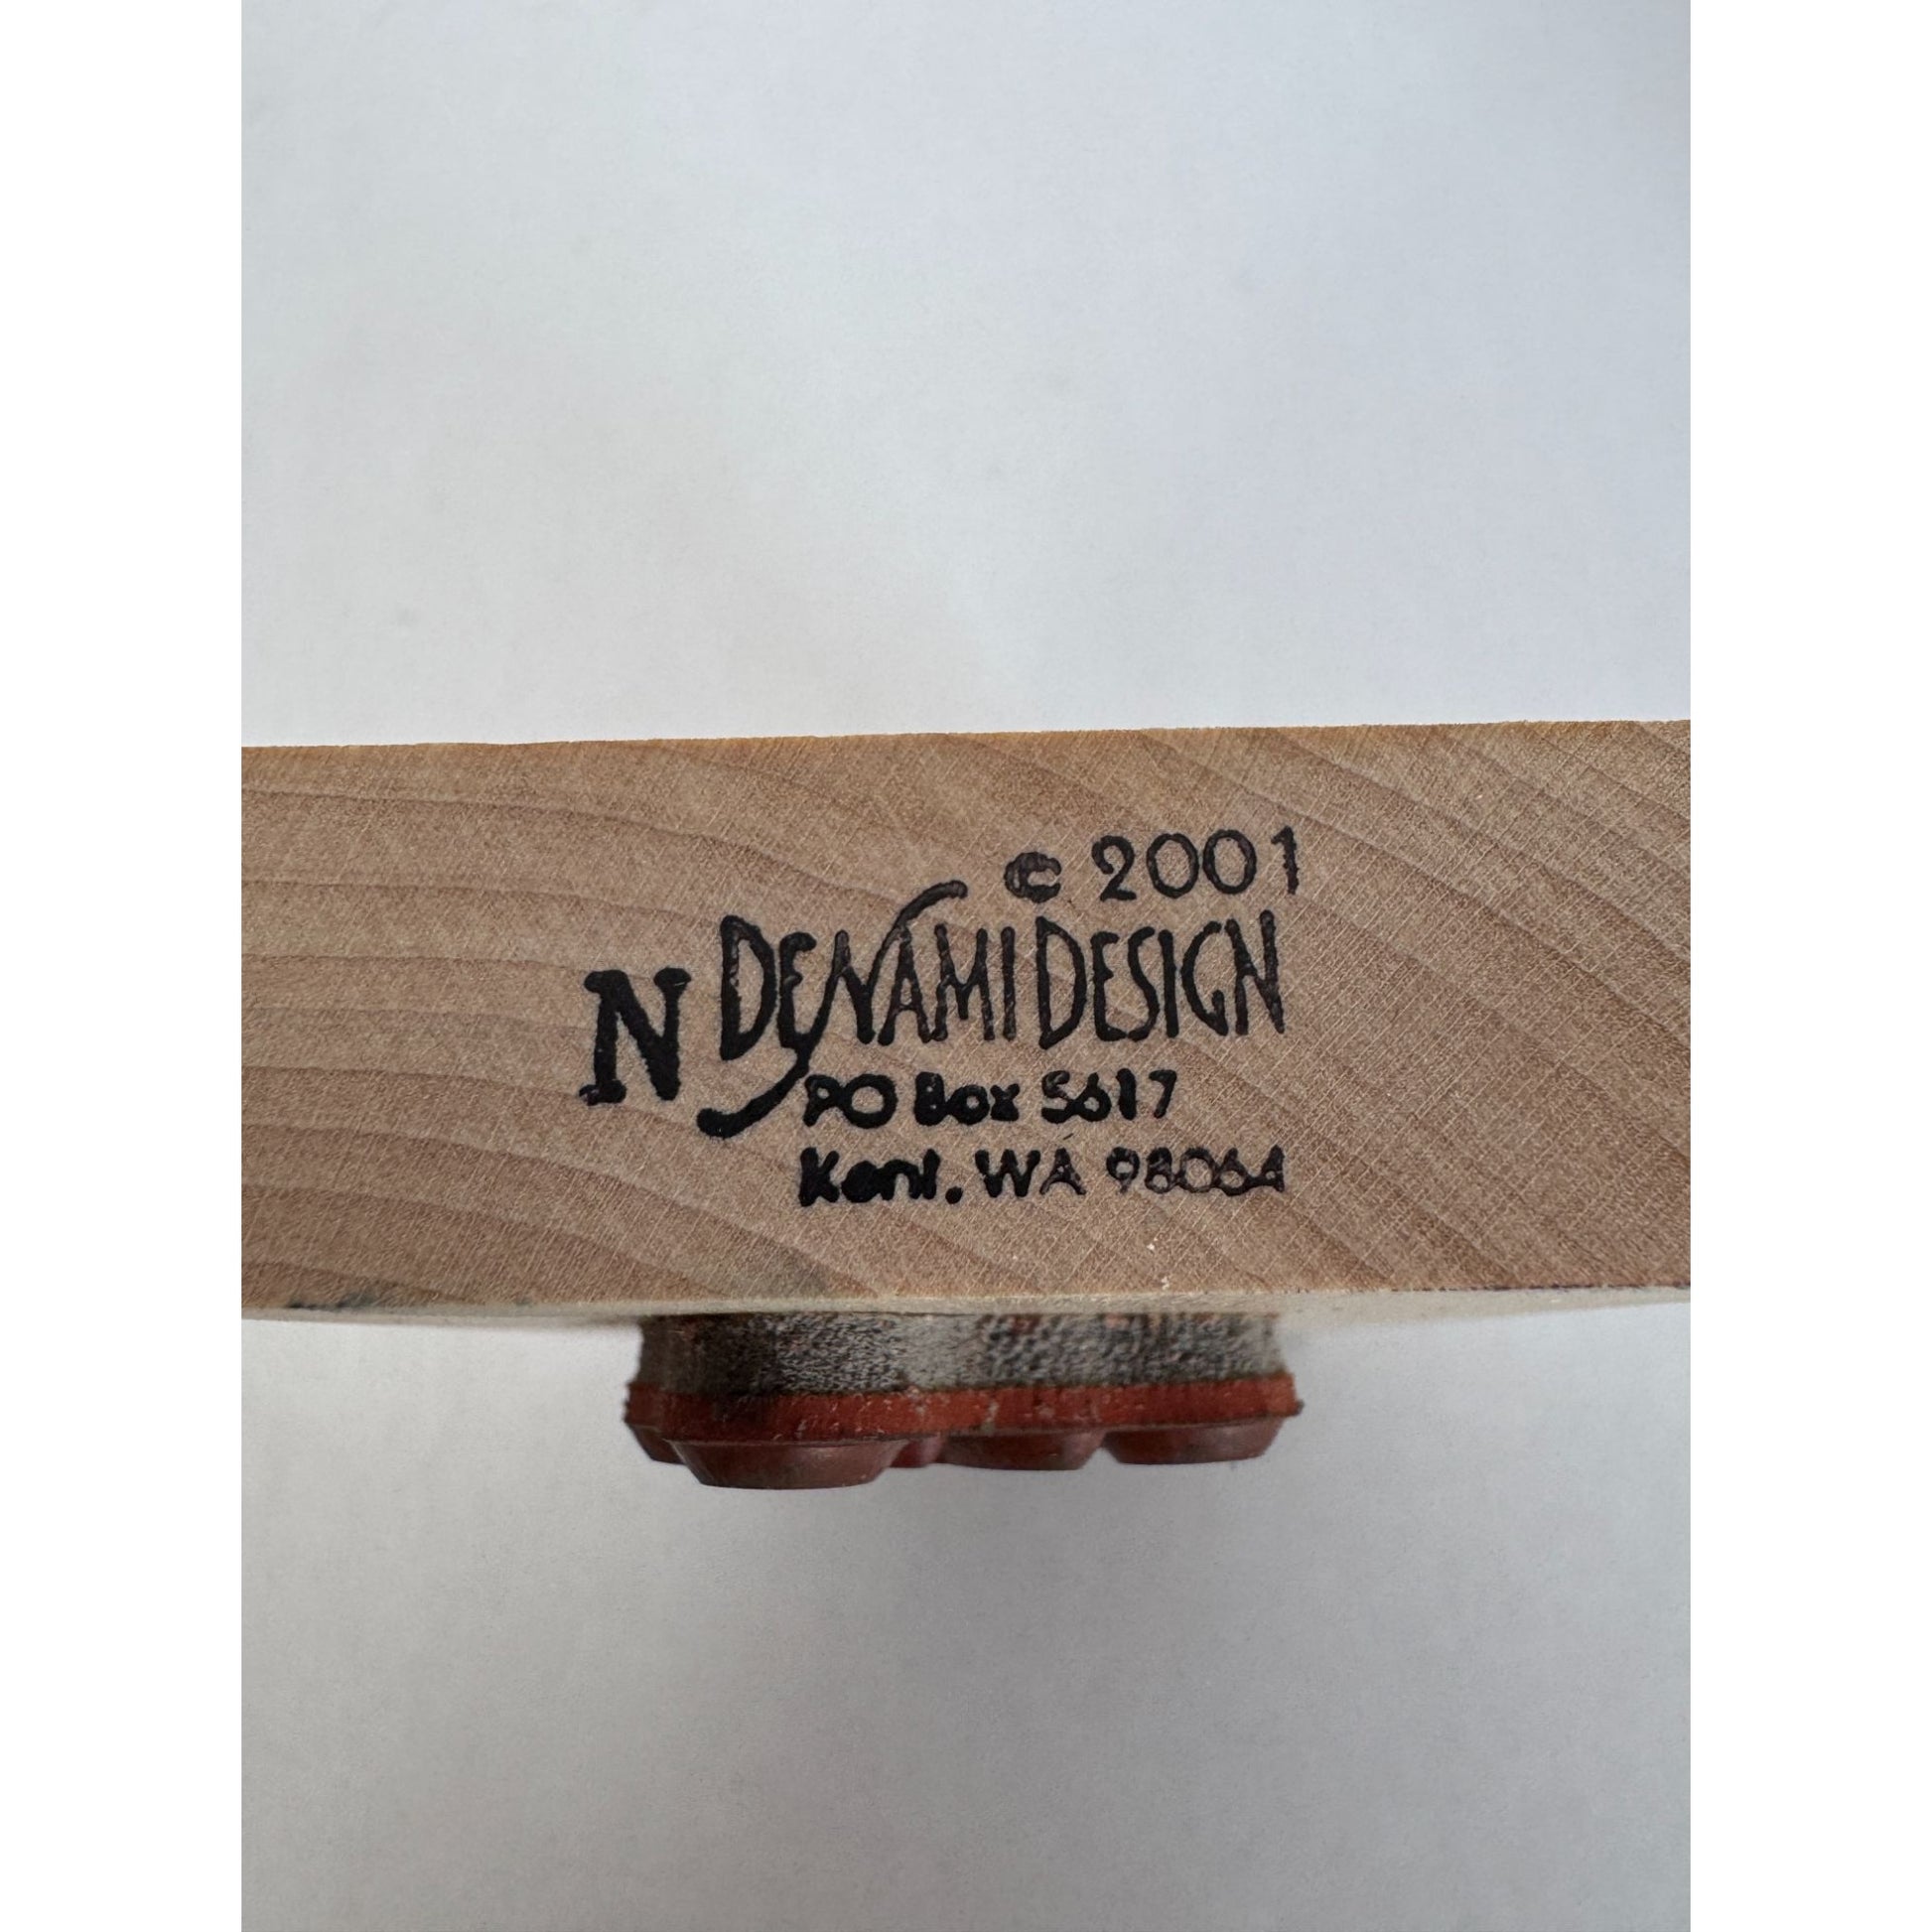 © 2001
N DENAMI DESIGN
PO Box 5617
Kent, WA 98064